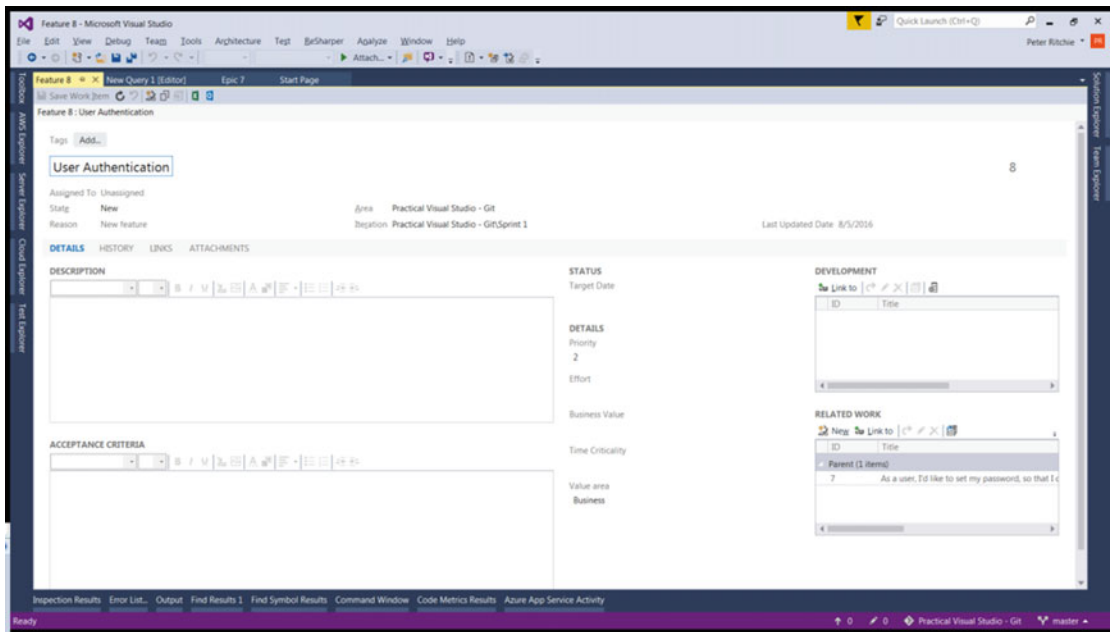 Feature 8 - Microsoft Visual Studio
Quick Launch (Ctrl+Q)
File Edit View Debug Team Tools Architecture Test ReSharper Analyze Window Help
Peter Ritchie
PR
Attach...
Feature 8 New Query 1 [Editor] Epic 7 Start Page
Save Work Item
Feature 8 : User Authentication
Toolbox
AWS Explorer
Server Explorer
Cloud Explorer
Test Explorer
Solution Explorer
Team Explorer
Tags Add...
User Authentication
8
Assigned To Unassigned
State New Area Practical Visual Studio - Git
Reason New feature Iteration Practical Visual Studio - Git\Sprint 1 Last Updated Date 8/5/2016
DETAILS HISTORY LINKS ATTACHMENTS
DESCRIPTION
B I U
STATUS
Target Date
DETAILS
Priority
2
Effort
Business Value
Time Criticality
Value area
Business
ACCEPTANCE CRITERIA
B I U
DEVELOPMENT
Link to
ID Title
RELATED WORK
New Link to
ID Title
Parent (1 items)
7 As a user, I'd like to set my password, so that I c
Inspection Results Error List... Output Find Results 1 Find Symbol Results Command Window Code Metrics Results Azure App Service Activity
Ready
0 0 Practical Visual Studio - Git master